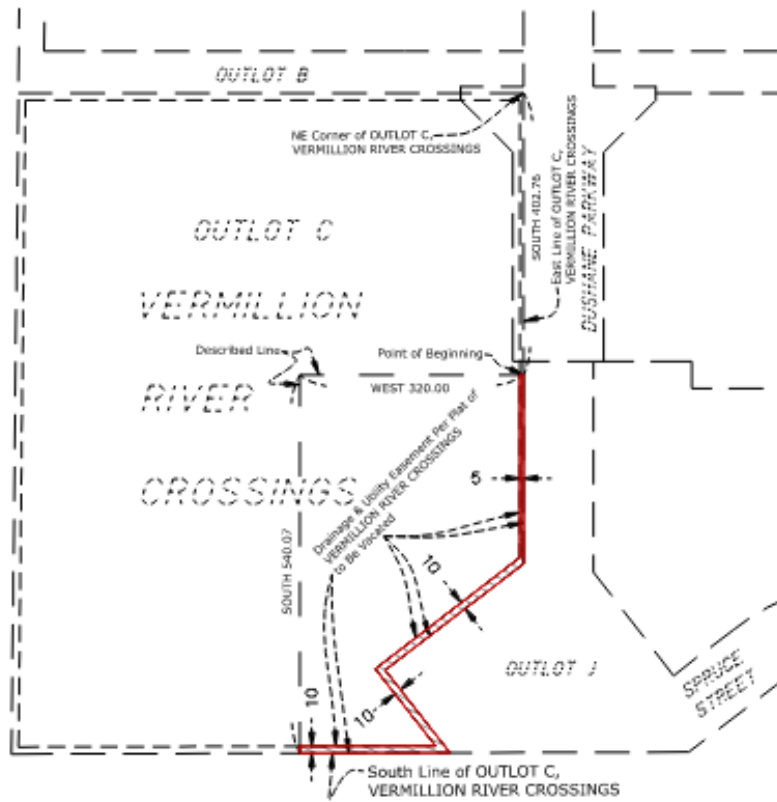 OUTLOT B
NE Corner of OUTLOT C,
VERMILLION RIVER CROSSINGS
SOUTH 402.76
East Line of OUTLOT C,
VERMILLION RIVER CROSSINGS
DUSHANE PARKWAY
OUTLOT C
VERMILLION
RIVER
CROSSINGS
Described Line
Point of Beginning
WEST 320.00
Drainage & Utility Easement Per Plat of
VERMILLION RIVER CROSSINGS
to Be Vacated
5
10
SOUTH 540.07
OUTLOT J
SPRUCE
STREET
10
10
South Line of OUTLOT C,
VERMILLION RIVER CROSSINGS